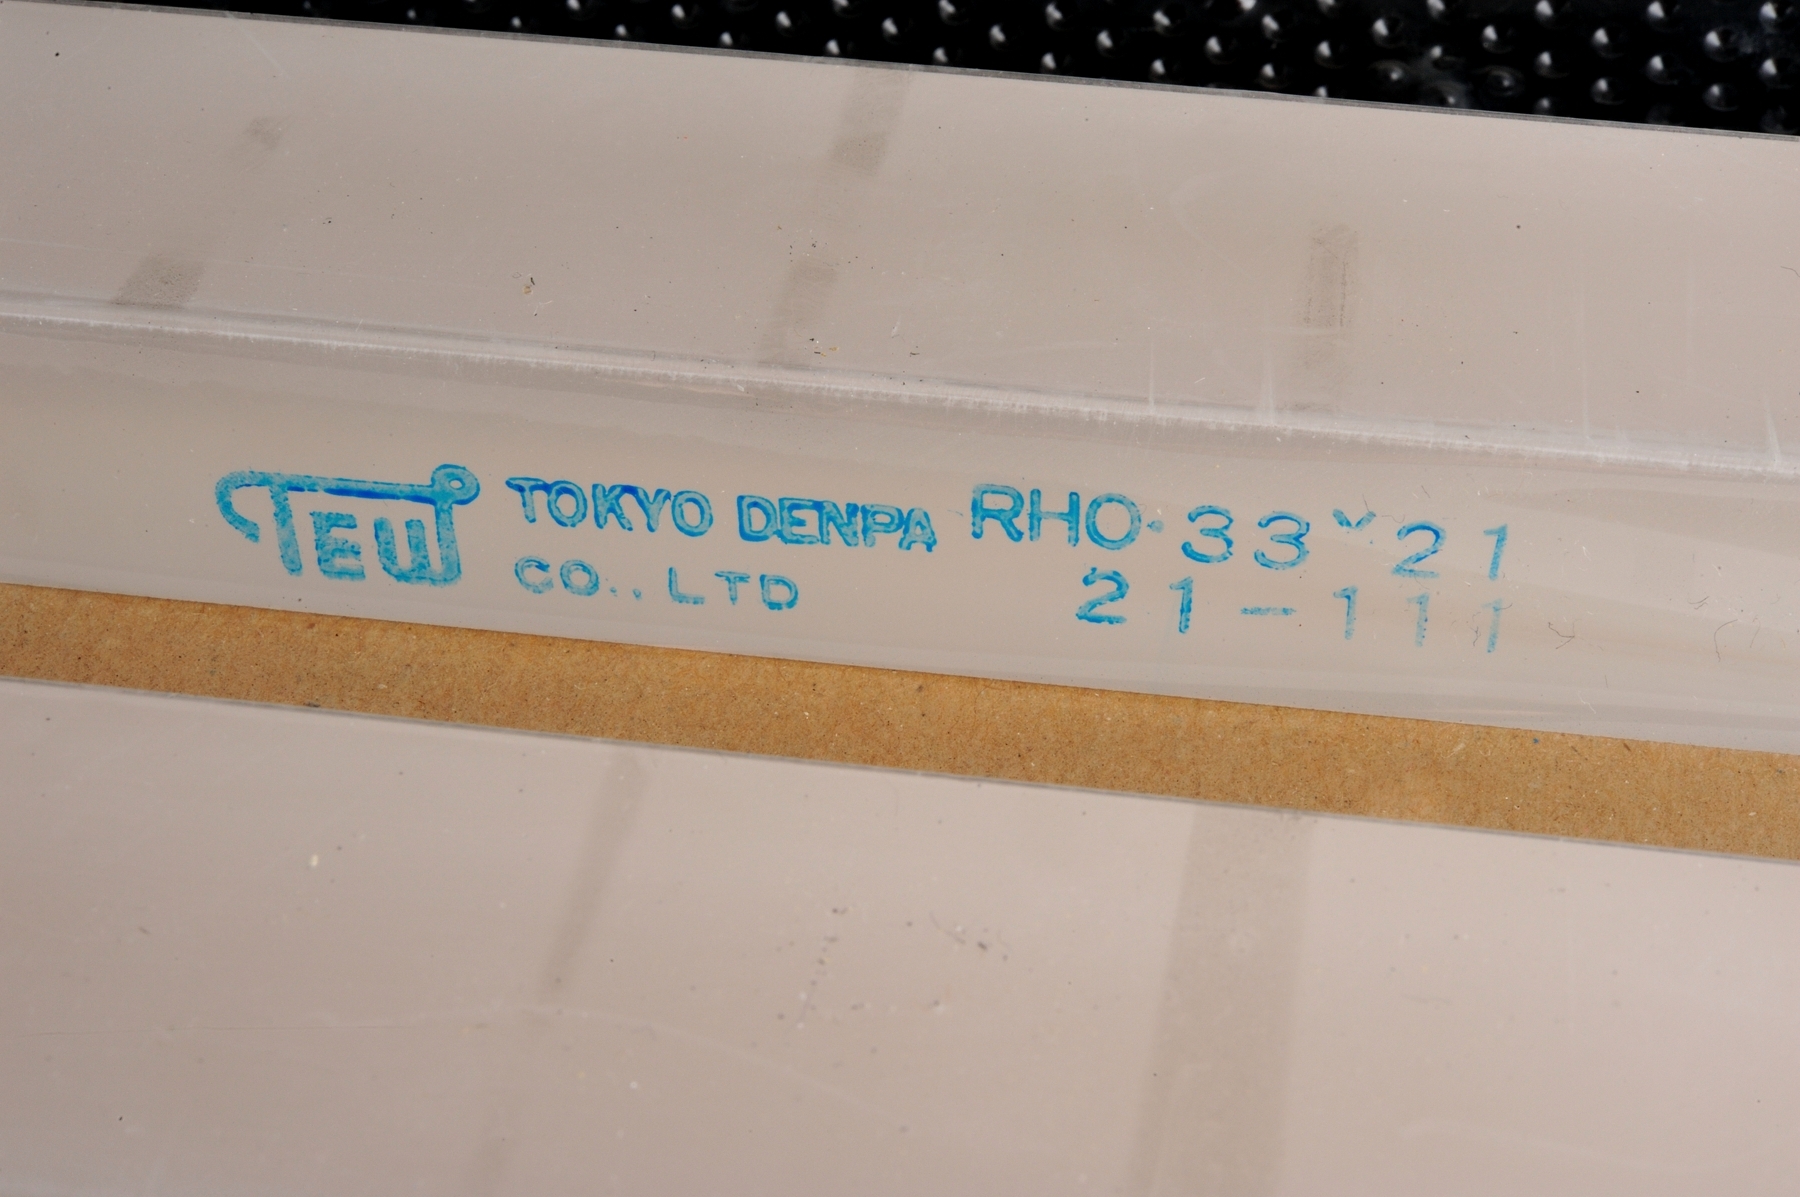 TEW TOKYO DENPA RHO-33Y21
CO., LTD 21-111